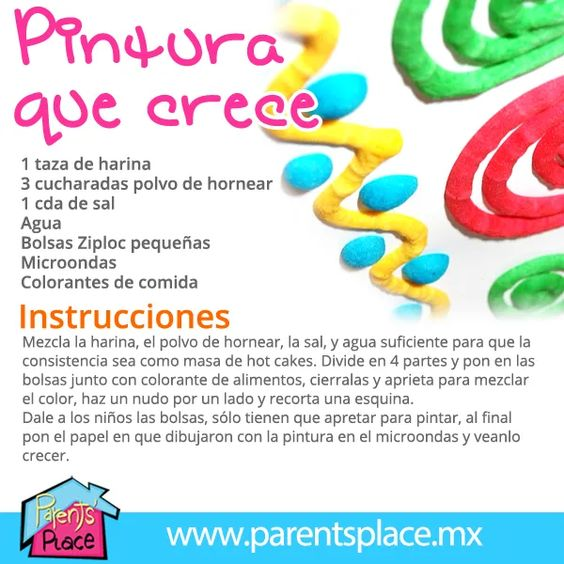 Pintura
que crece
1 taza de harina
3 cucharadas polvo de hornear
1 cda de sal
Agua
Bolsas Ziploc pequeñas
Microondas
Colorantes de comida
Instrucciones
Mezcla la harina, el polvo de hornear, la sal, y agua suficiente para que la
consistencia sea como masa de hot cakes. Divide en 4 partes y pon en las
bolsas junto con colorante de alimentos, cierralas y aprieta para mezclar
el color, haz un nudo por un lado y recorta una esquina.
Dale a los niños las bolsas, sólo tienen que apretar para pintar, al final
pon el papel en que dibujaron con la pintura en el microondas y veanlo
crecer.
Parents'
Place
www.parentsplace.mx